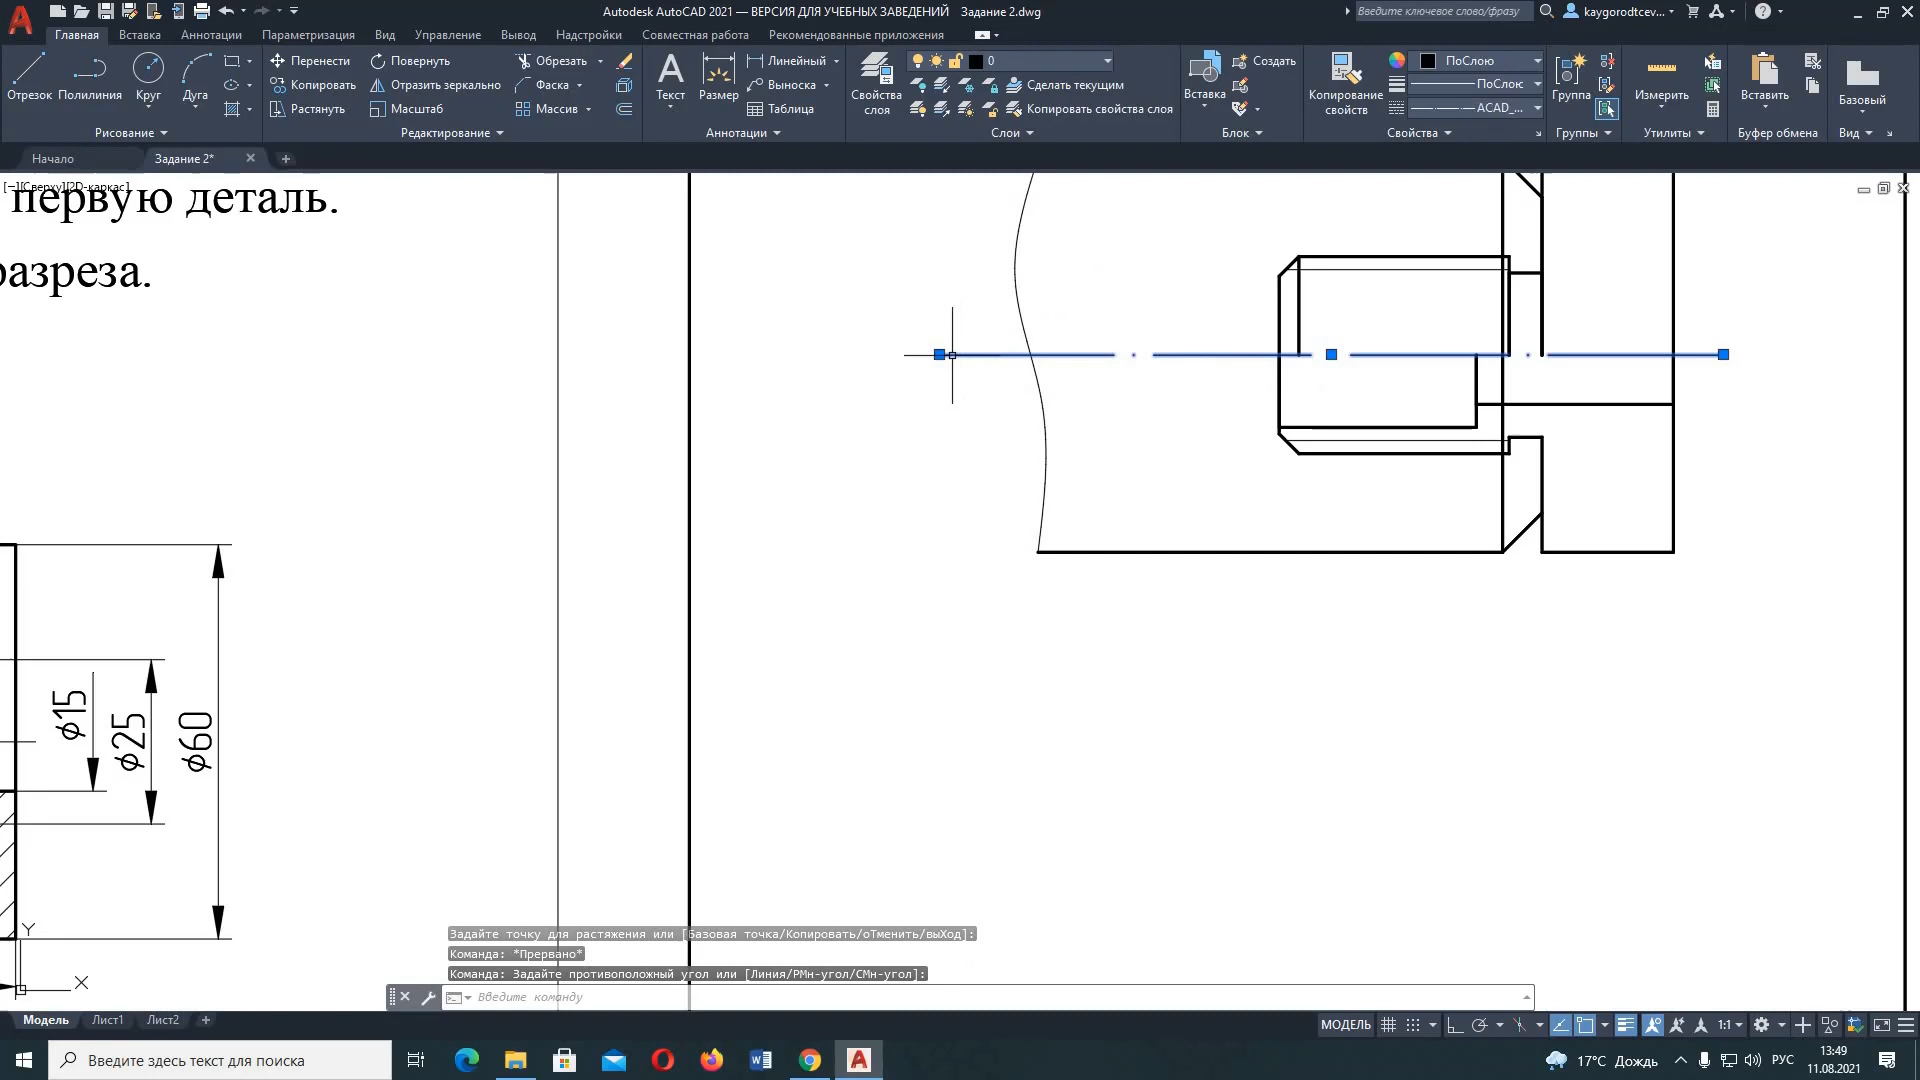 Autodesk AutoCAD 2021 — ВЕРСИЯ ДЛЯ УЧЕБНЫХ ЗАВЕДЕНИЙ Задание 2.dwg
Введите ключевое слово/фразу
kaygorodtcev...
Главная Вставка Аннотации Параметризация Вид Управление Вывод Надстройки Совместная работа Рекомендованные приложения
Отрезок Полилиния Круг Дуга
Перенести Повернуть Обрезать
Копировать Отразить зеркально Фаска
Растянуть Масштаб Массив
Текст Размер
Линейный
Выноска
Таблица
Свойства слоя
0
Сделать текущим
Копировать свойства слоя
Вставка
Создать
Копирование свойств
ПоСлою
ПоСлою
ACAD_...
Группа
Измерить
Вставить
Базовый
Рисование Редактирование Аннотации Слои Блок Свойства Группы Утилиты Буфер обмена Вид
Начало Задание 2*
[−][Сверху][2D-каркас]
первую деталь.
разреза.
ϕ15
ϕ25
ϕ60
Y
X
Задайте точку для растяжения или [Базовая точка/Копировать/оТменить/выХод]:
Команда: *Прервано*
Команда: Задайте противоположный угол или [Линия/РМн-угол/СМн-угол]:
Введите команду
Модель Лист1 Лист2
МОДЕЛЬ
1:1
Введите здесь текст для поиска
17°C Дождь
РУС
13:49
11.08.2021